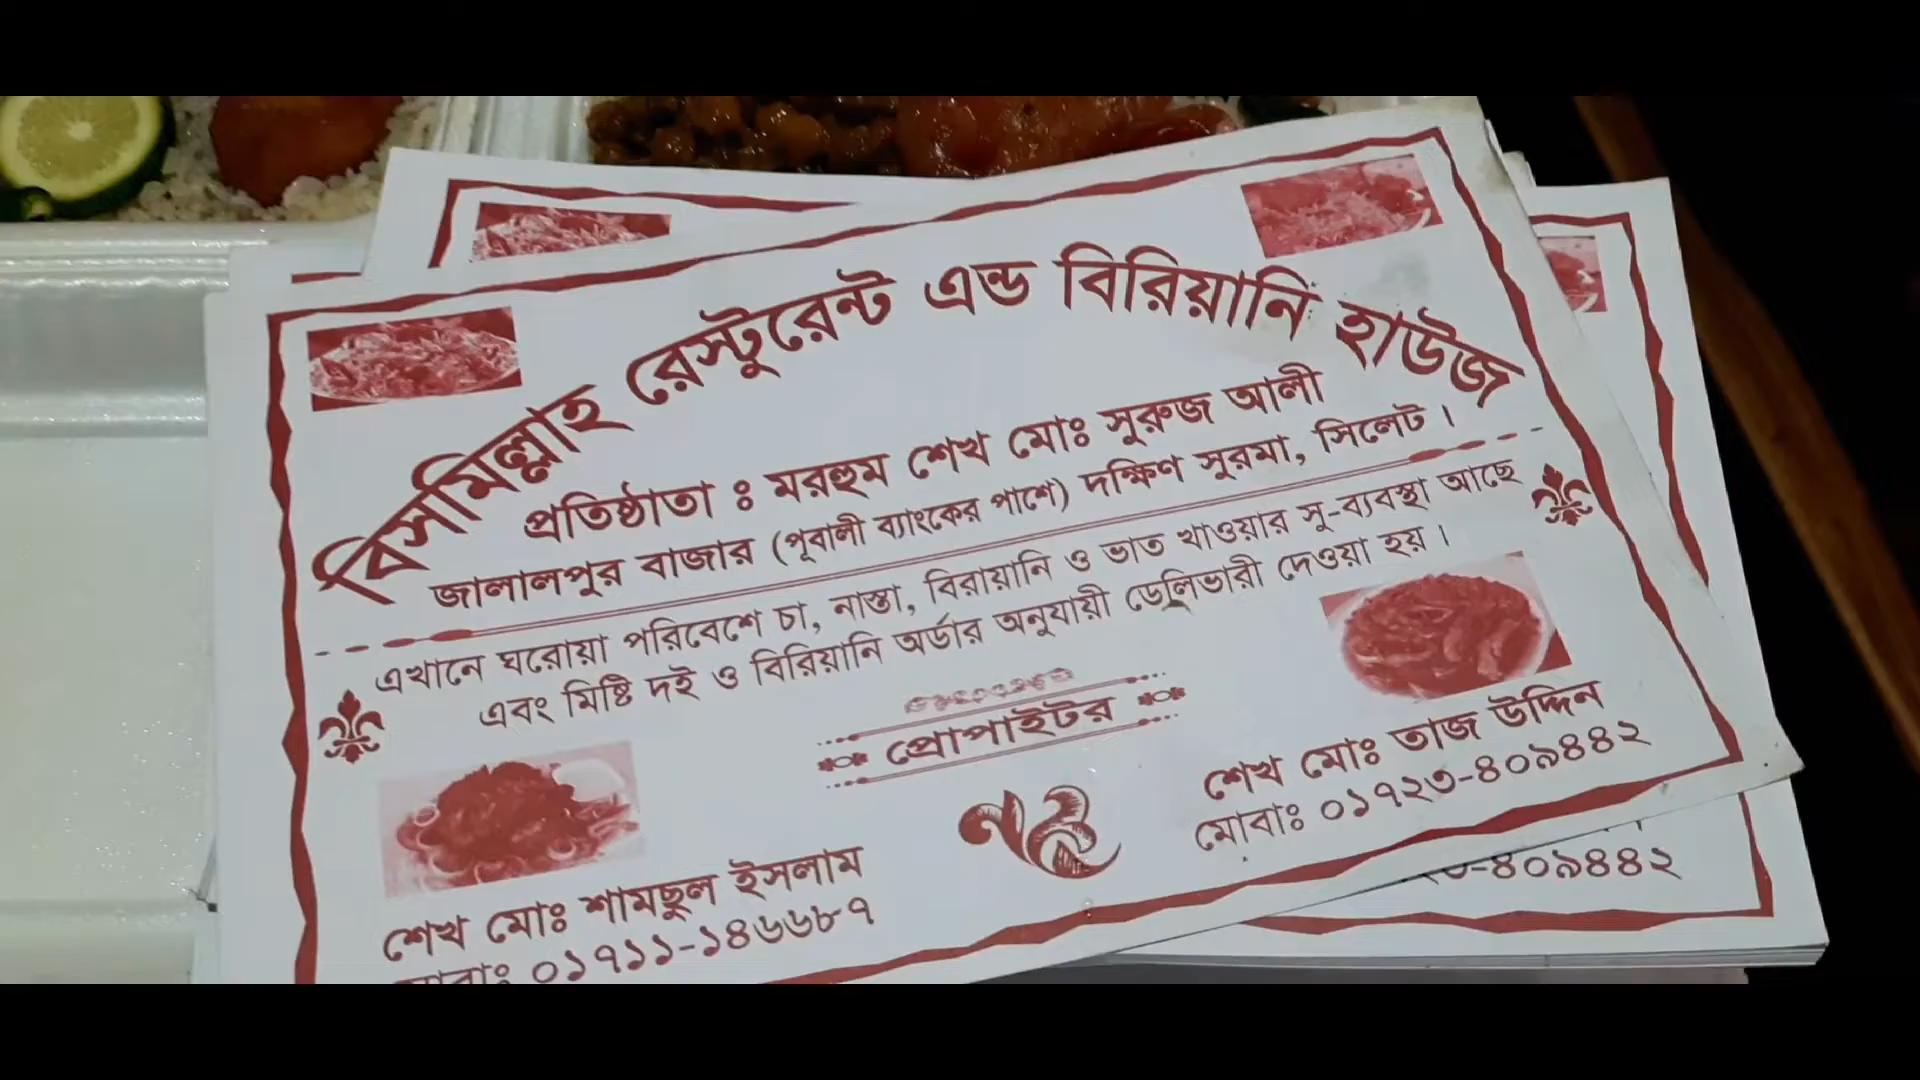 বিসমিল্লাহ রেস্টুরেন্ট এন্ড বিরিয়ানি হাউজ
প্রতিষ্ঠাতা ঃ মরহুম শেখ মোঃ সুরুজ আলী
জালালপুর বাজার (পূবালী ব্যাংকের পাশে) দক্ষিণ সুরমা, সিলেট।
এখানে ঘরোয়া পরিবেশে চা, নাস্তা, বিরায়ানি ও ভাত খাওয়ার সু-ব্যবস্থা আছে
এবং মিষ্টি দই ও বিরিয়ানি অর্ডার অনুযায়ী ডেলিভারী দেওয়া হয়।
প্রোপাইটর
শেখ মোঃ তাজ উদ্দিন
মোবাঃ ০১৭২৩-৪০৯৪৪২
শেখ মোঃ শামছুল ইসলাম
০১৭১১-১৪৬৬৮৭
-৪০৯৪৪২